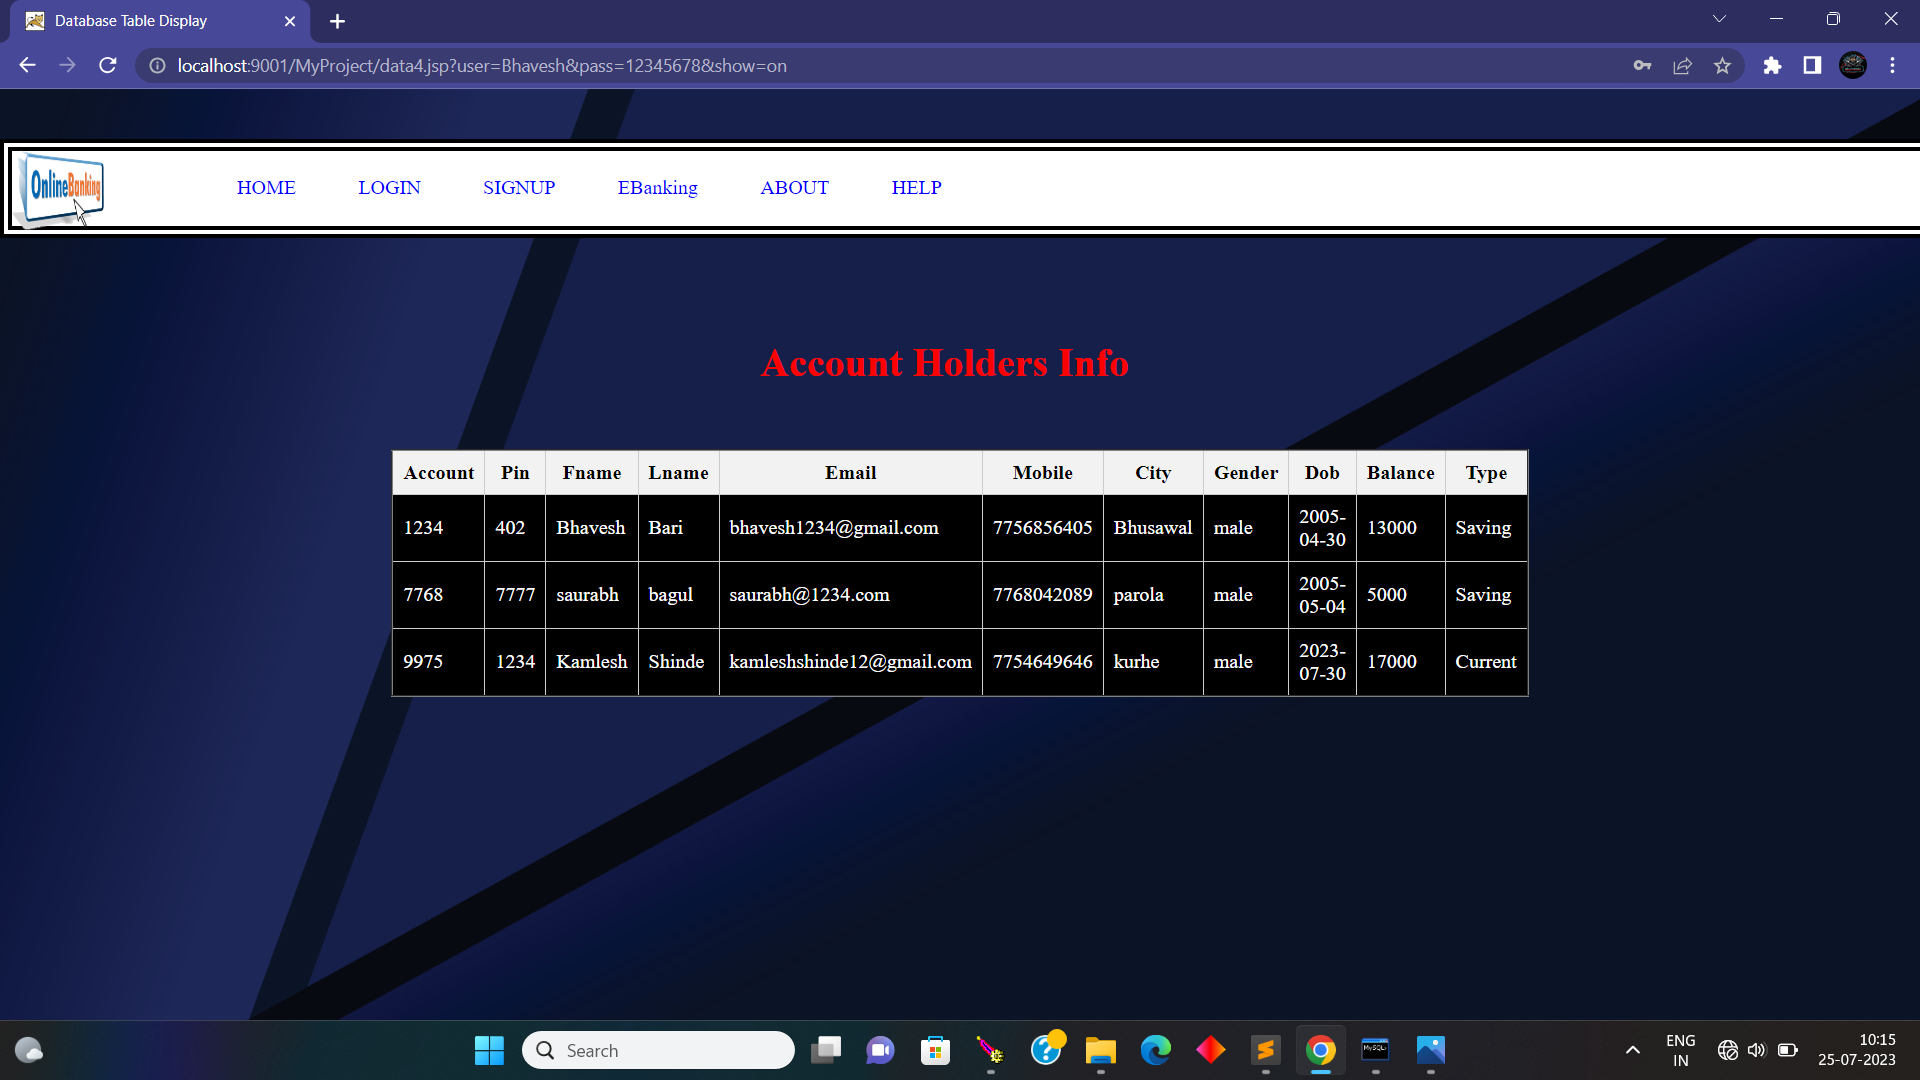 Database Table Display
localhost:9001/MyProject/data4.jsp?user=Bhavesh&pass=12345678&show=on
OnlineBanking
HOME LOGIN SIGNUP EBanking ABOUT HELP
Account Holders Info
Account Pin Fname Lname Email Mobile City Gender Dob Balance Type
1234 402 Bhavesh Bari bhavesh1234@gmail.com 7756856405 Bhusawal male 2005-04-30 13000 Saving
7768 7777 saurabh bagul saurabh@1234.com 7768042089 parola male 2005-05-04 5000 Saving
9975 1234 Kamlesh Shinde kamleshshinde12@gmail.com 7754649646 kurhe male 2023-07-30 17000 Current
Search
MySQL
ENG
IN
10:15
25-07-2023